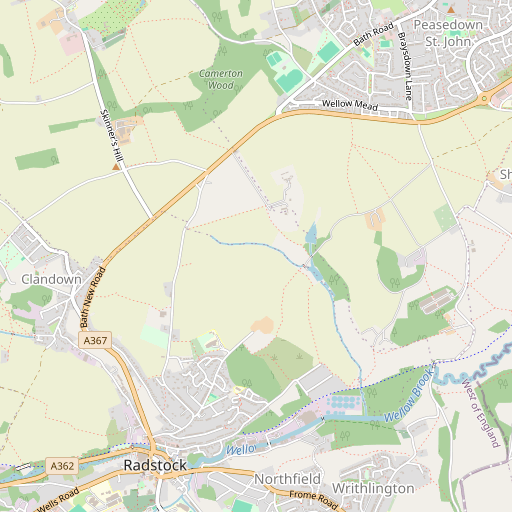 Peasedown
St. John
Bath Road
Braysdown Lane
Camerton
Wood
Wellow Mead
Skinner's Hill
Sh
Clandown
Bath New Road
A367
Wellow Brook
West of England
Wellow
A362
Radstock
Wells Road
Northfield
Frome Road
Writhlington